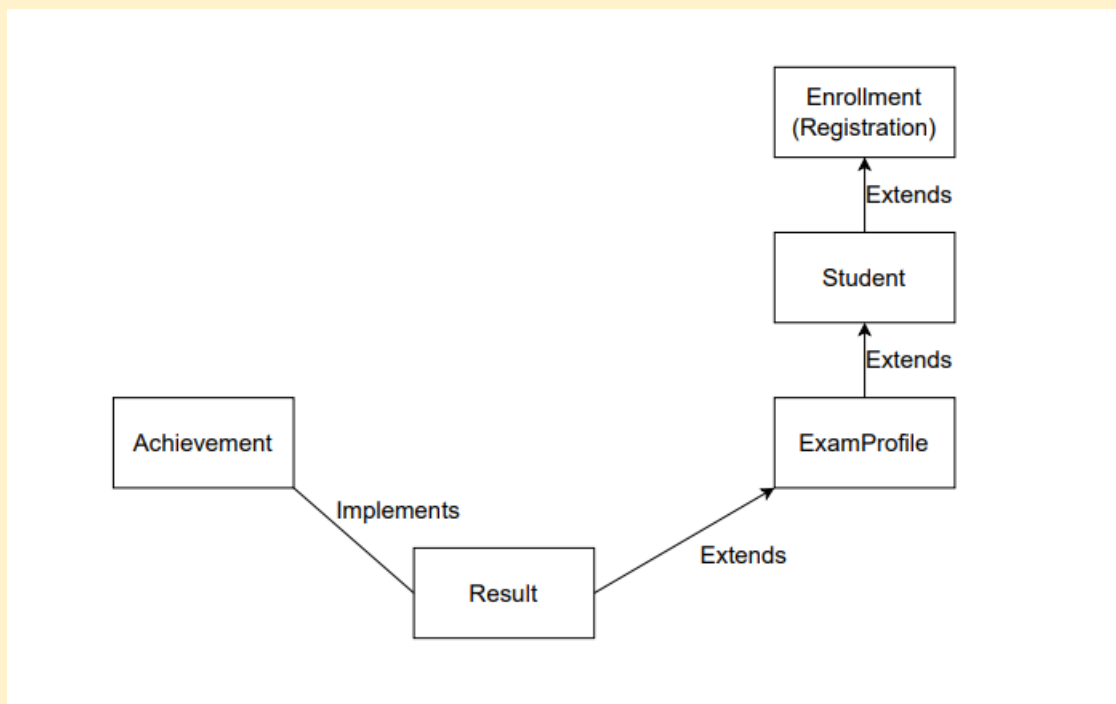 Enrollment
(Registration)
Extends
Student
Extends
Achievement
ExamProfile
Implements
Extends
Result